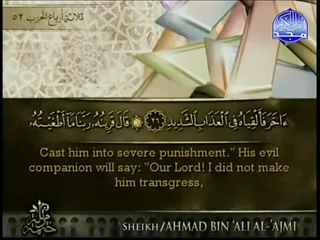 ثلاثة أرباع الحزب ٥٢
ءَاخَرَ فَأَلْقِيَاهُ فِي الْعَذَابِ الشَّدِيدِ ٢٦ قَالَ قَرِينُهُ رَبَّنَا مَا أَطْغَيْتُهُ
Cast him into severe punishment." His evil
companion will say: "Our Lord! I did not make
him transgress,
SHEIKH/AHMAD BIN 'ALI AL-'AJMI